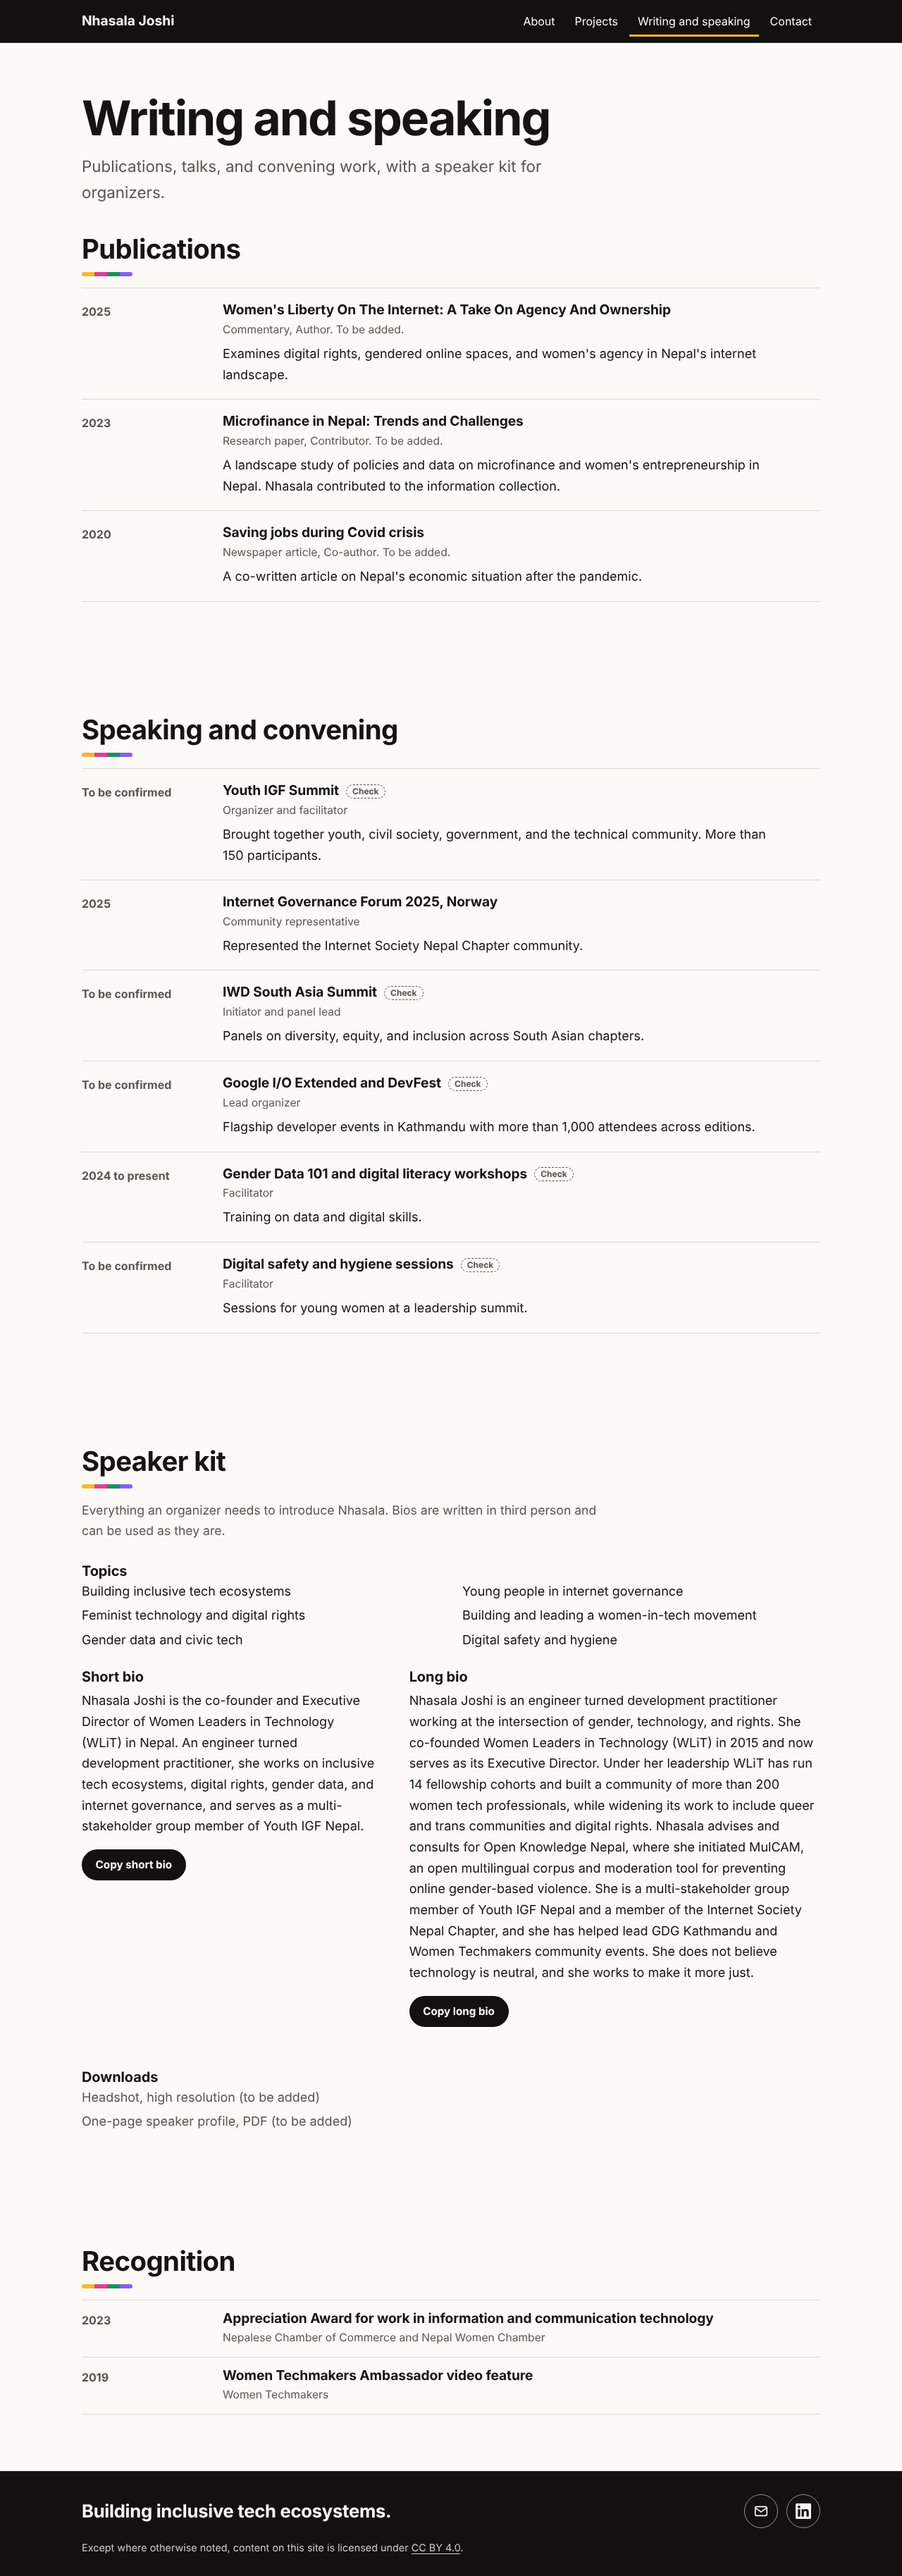 Nhasala Joshi
About Projects Writing and speaking Contact
Writing and speaking
Publications, talks, and convening work, with a speaker kit for
organizers.
Publications
2025
Women's Liberty On The Internet: A Take On Agency And Ownership
Commentary, Author. To be added.
Examines digital rights, gendered online spaces, and women's agency in Nepal's internet
landscape.
2023
Microfinance in Nepal: Trends and Challenges
Research paper, Contributor. To be added.
A landscape study of policies and data on microfinance and women's entrepreneurship in
Nepal. Nhasala contributed to the information collection.
2020
Saving jobs during Covid crisis
Newspaper article, Co-author. To be added.
A co-written article on Nepal's economic situation after the pandemic.
Speaking and convening
To be confirmed
Youth IGF Summit Check
Organizer and facilitator
Brought together youth, civil society, government, and the technical community. More than
150 participants.
2025
Internet Governance Forum 2025, Norway
Community representative
Represented the Internet Society Nepal Chapter community.
To be confirmed
IWD South Asia Summit Check
Initiator and panel lead
Panels on diversity, equity, and inclusion across South Asian chapters.
To be confirmed
Google I/O Extended and DevFest Check
Lead organizer
Flagship developer events in Kathmandu with more than 1,000 attendees across editions.
2024 to present
Gender Data 101 and digital literacy workshops Check
Facilitator
Training on data and digital skills.
To be confirmed
Digital safety and hygiene sessions Check
Facilitator
Sessions for young women at a leadership summit.
Speaker kit
Everything an organizer needs to introduce Nhasala. Bios are written in third person and
can be used as they are.
Topics
Building inclusive tech ecosystems
Young people in internet governance
Feminist technology and digital rights
Building and leading a women-in-tech movement
Gender data and civic tech
Digital safety and hygiene
Short bio
Nhasala Joshi is the co-founder and Executive
Director of Women Leaders in Technology
(WLiT) in Nepal. An engineer turned
development practitioner, she works on inclusive
tech ecosystems, digital rights, gender data, and
internet governance, and serves as a multi-
stakeholder group member of Youth IGF Nepal.
Copy short bio
Long bio
Nhasala Joshi is an engineer turned development practitioner
working at the intersection of gender, technology, and rights. She
co-founded Women Leaders in Technology (WLiT) in 2015 and now
serves as its Executive Director. Under her leadership WLiT has run
14 fellowship cohorts and built a community of more than 200
women tech professionals, while widening its work to include queer
and trans communities and digital rights. Nhasala advises and
consults for Open Knowledge Nepal, where she initiated MulCAM,
an open multilingual corpus and moderation tool for preventing
online gender-based violence. She is a multi-stakeholder group
member of Youth IGF Nepal and a member of the Internet Society
Nepal Chapter, and she has helped lead GDG Kathmandu and
Women Techmakers community events. She does not believe
technology is neutral, and she works to make it more just.
Copy long bio
Downloads
Headshot, high resolution (to be added)
One-page speaker profile, PDF (to be added)
Recognition
2023
Appreciation Award for work in information and communication technology
Nepalese Chamber of Commerce and Nepal Women Chamber
2019
Women Techmakers Ambassador video feature
Women Techmakers
Building inclusive tech ecosystems.
in
Except where otherwise noted, content on this site is licensed under CC BY 4.0.